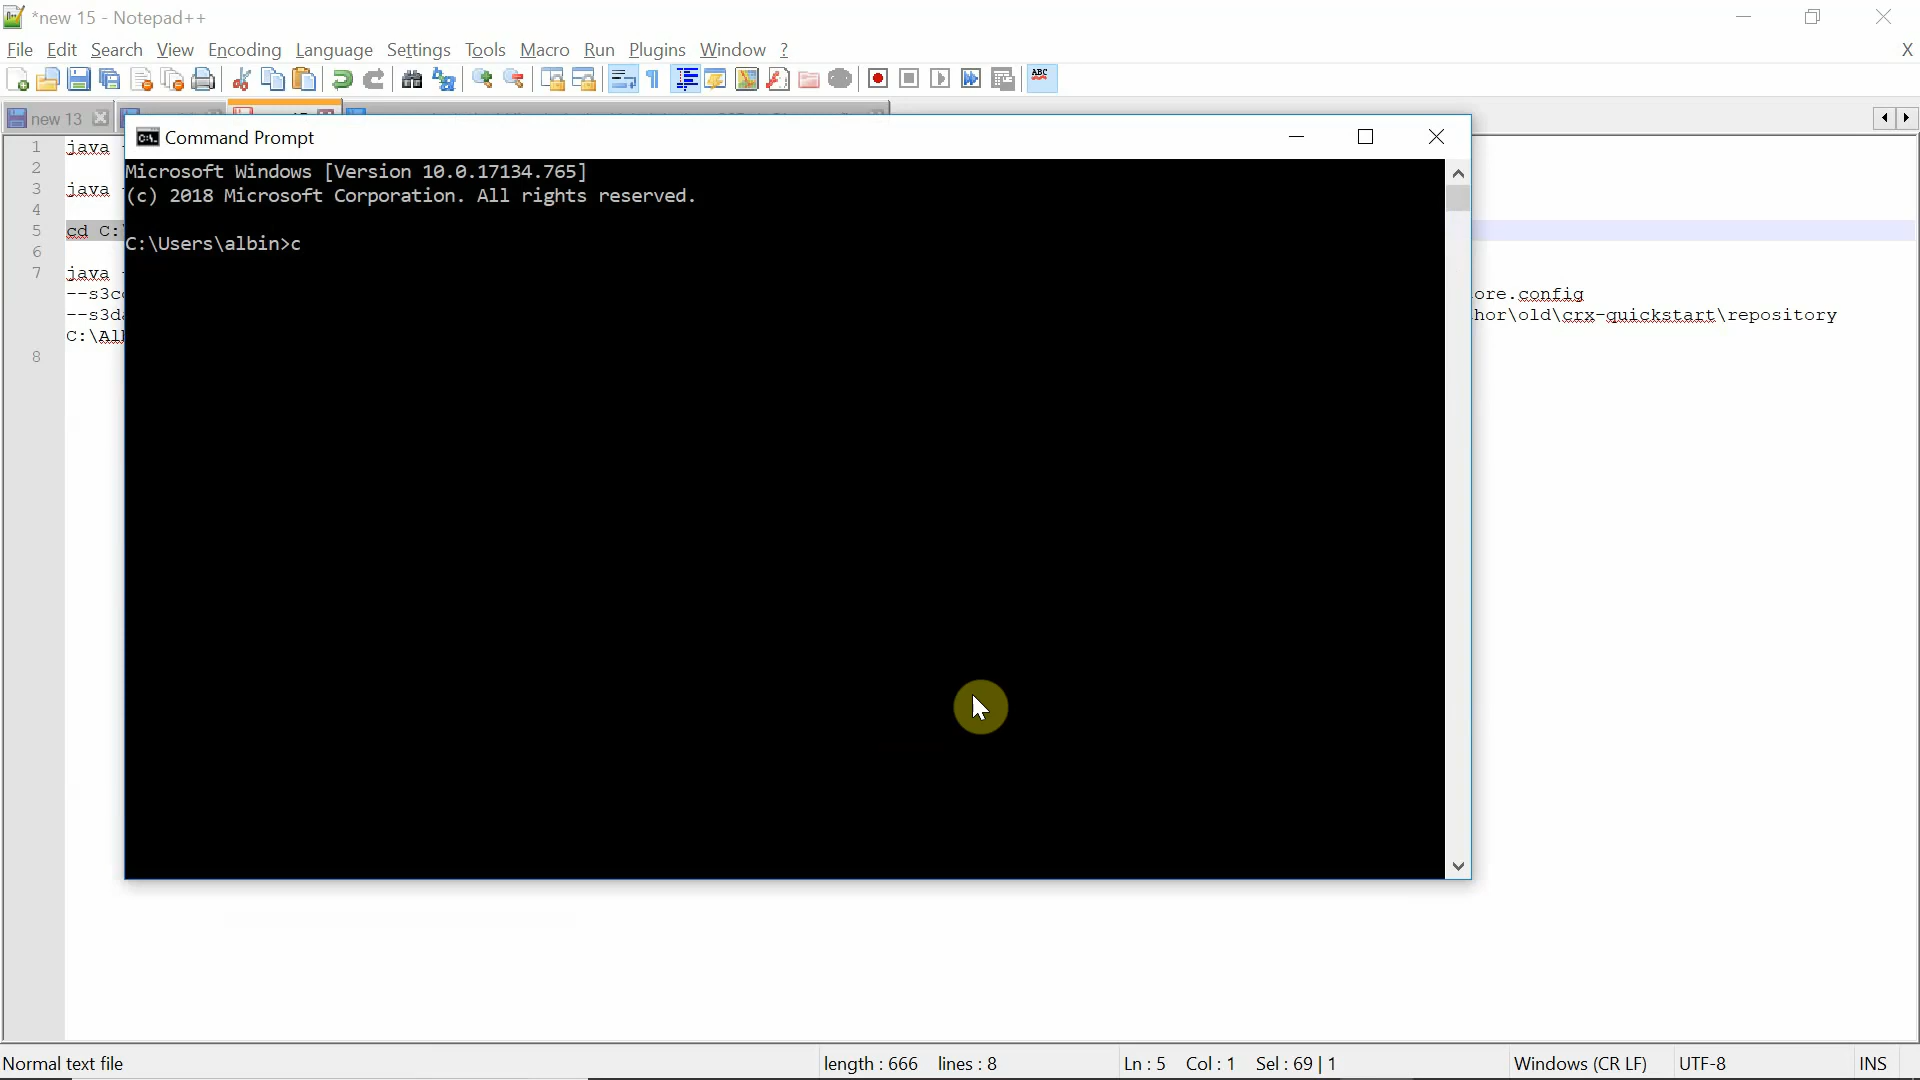 *new 15 - Notepad++
File Edit Search View Encoding Language Settings Tools Macro Run Plugins Window ? X
ABC
new 13
Command Prompt
Microsoft Windows [Version 10.0.17134.765]
(c) 2018 Microsoft Corporation. All rights reserved.
C:\Users\albin>c
1 java
2
3 java
4
5 cd C:
6
7 java
--s3c ore.config
--s3d hor\old\crx-quickstart\repository
C:\Al
8
Normal text file length : 666 lines : 8 Ln : 5 Col : 1 Sel : 69 | 1 Windows (CR LF) UTF-8 INS